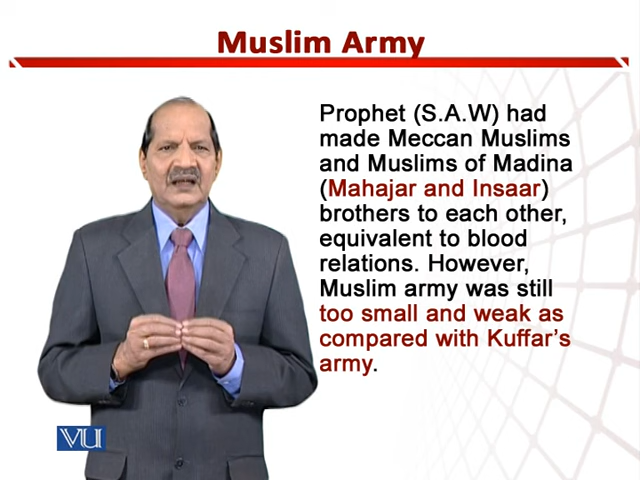 Muslim Army
Prophet (S.A.W) had
made Meccan Muslims
and Muslims of Madina
(Mahajar and Insaar)
brothers to each other,
equivalent to blood
relations. However,
Muslim army was still
too small and weak as
compared with Kuffar's
army.
VU